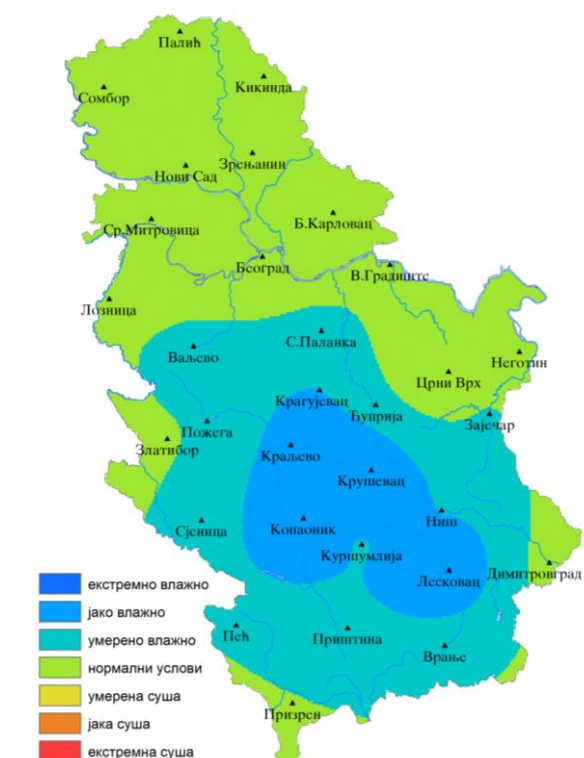 Палић
Кикинда
Сомбор
Зрењанин
Нови Сад
Б.Карловац
Ср.Митровица
Београд
В.Градиште
Лозница
С.Паланка
Ваљево
Неготин
Црни Врх
Крагујевац
Ћуприја
Зајечар
Пожега
Златибор
Краљево
Крушевац
Ниш
Копаоник
Сјеница
Куршумлија
Лесковац
Димитровград
екстремно влажно
јако влажно
Пећ
Приштина
умерено влажно
Врање
нормални услови
умерена суша
Призрен
јака суша
екстремна суша